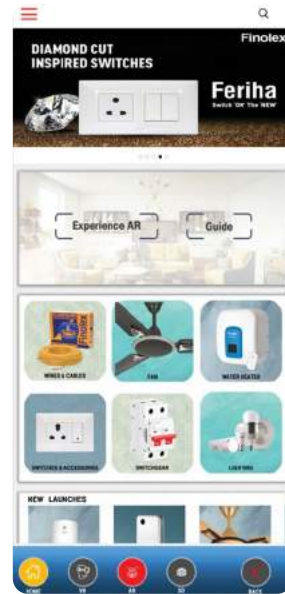 Finolex
DIAMOND CUT
INSPIRED SWITCHES
Feriha
Switch 'ON' The 'NEW'
Experience AR
Guide
Finolex
WIRES & CABLES
FAN
WATER HEATER
SWITCHES & ACCESSORIES
SWITCHGEAR
LIGHTING
NEW LAUNCHES
HOME
VR
AR
3D
BACK